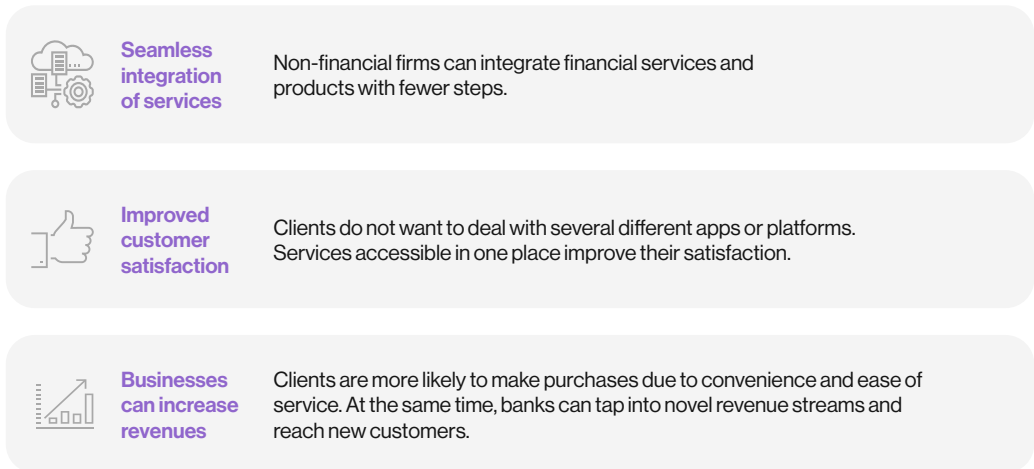 Seamless
integration
of services
Non-financial firms can integrate financial services and
products with fewer steps.
Improved
customer
satisfaction
Clients do not want to deal with several different apps or platforms.
Services accessible in one place improve their satisfaction.
Businesses
can increase
revenues
Clients are more likely to make purchases due to convenience and ease of
service. At the same time, banks can tap into novel revenue streams and
reach new customers.